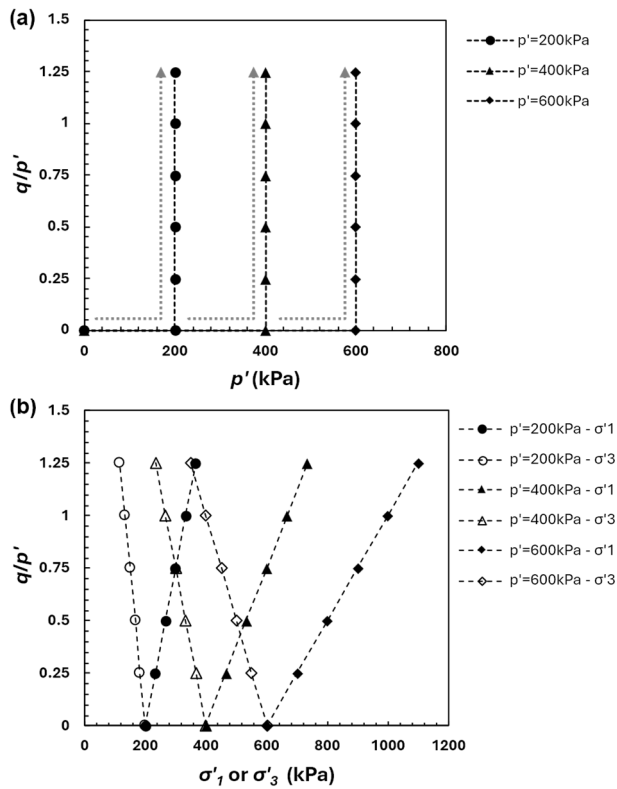 (a)
1.5
1.25
1
0.75
0.5
0.25
0
q/p'
0 200 400 600 800
p' (kPa)
p'=200kPa
p'=400kPa
p'=600kPa
(b)
1.5
1.25
1
0.75
0.5
0.25
0
q/p'
0 200 400 600 800 1000 1200
σ'1 or σ'3 (kPa)
p'=200kPa - σ'1
p'=200kPa - σ'3
p'=400kPa - σ'1
p'=400kPa - σ'3
p'=600kPa - σ'1
p'=600kPa - σ'3